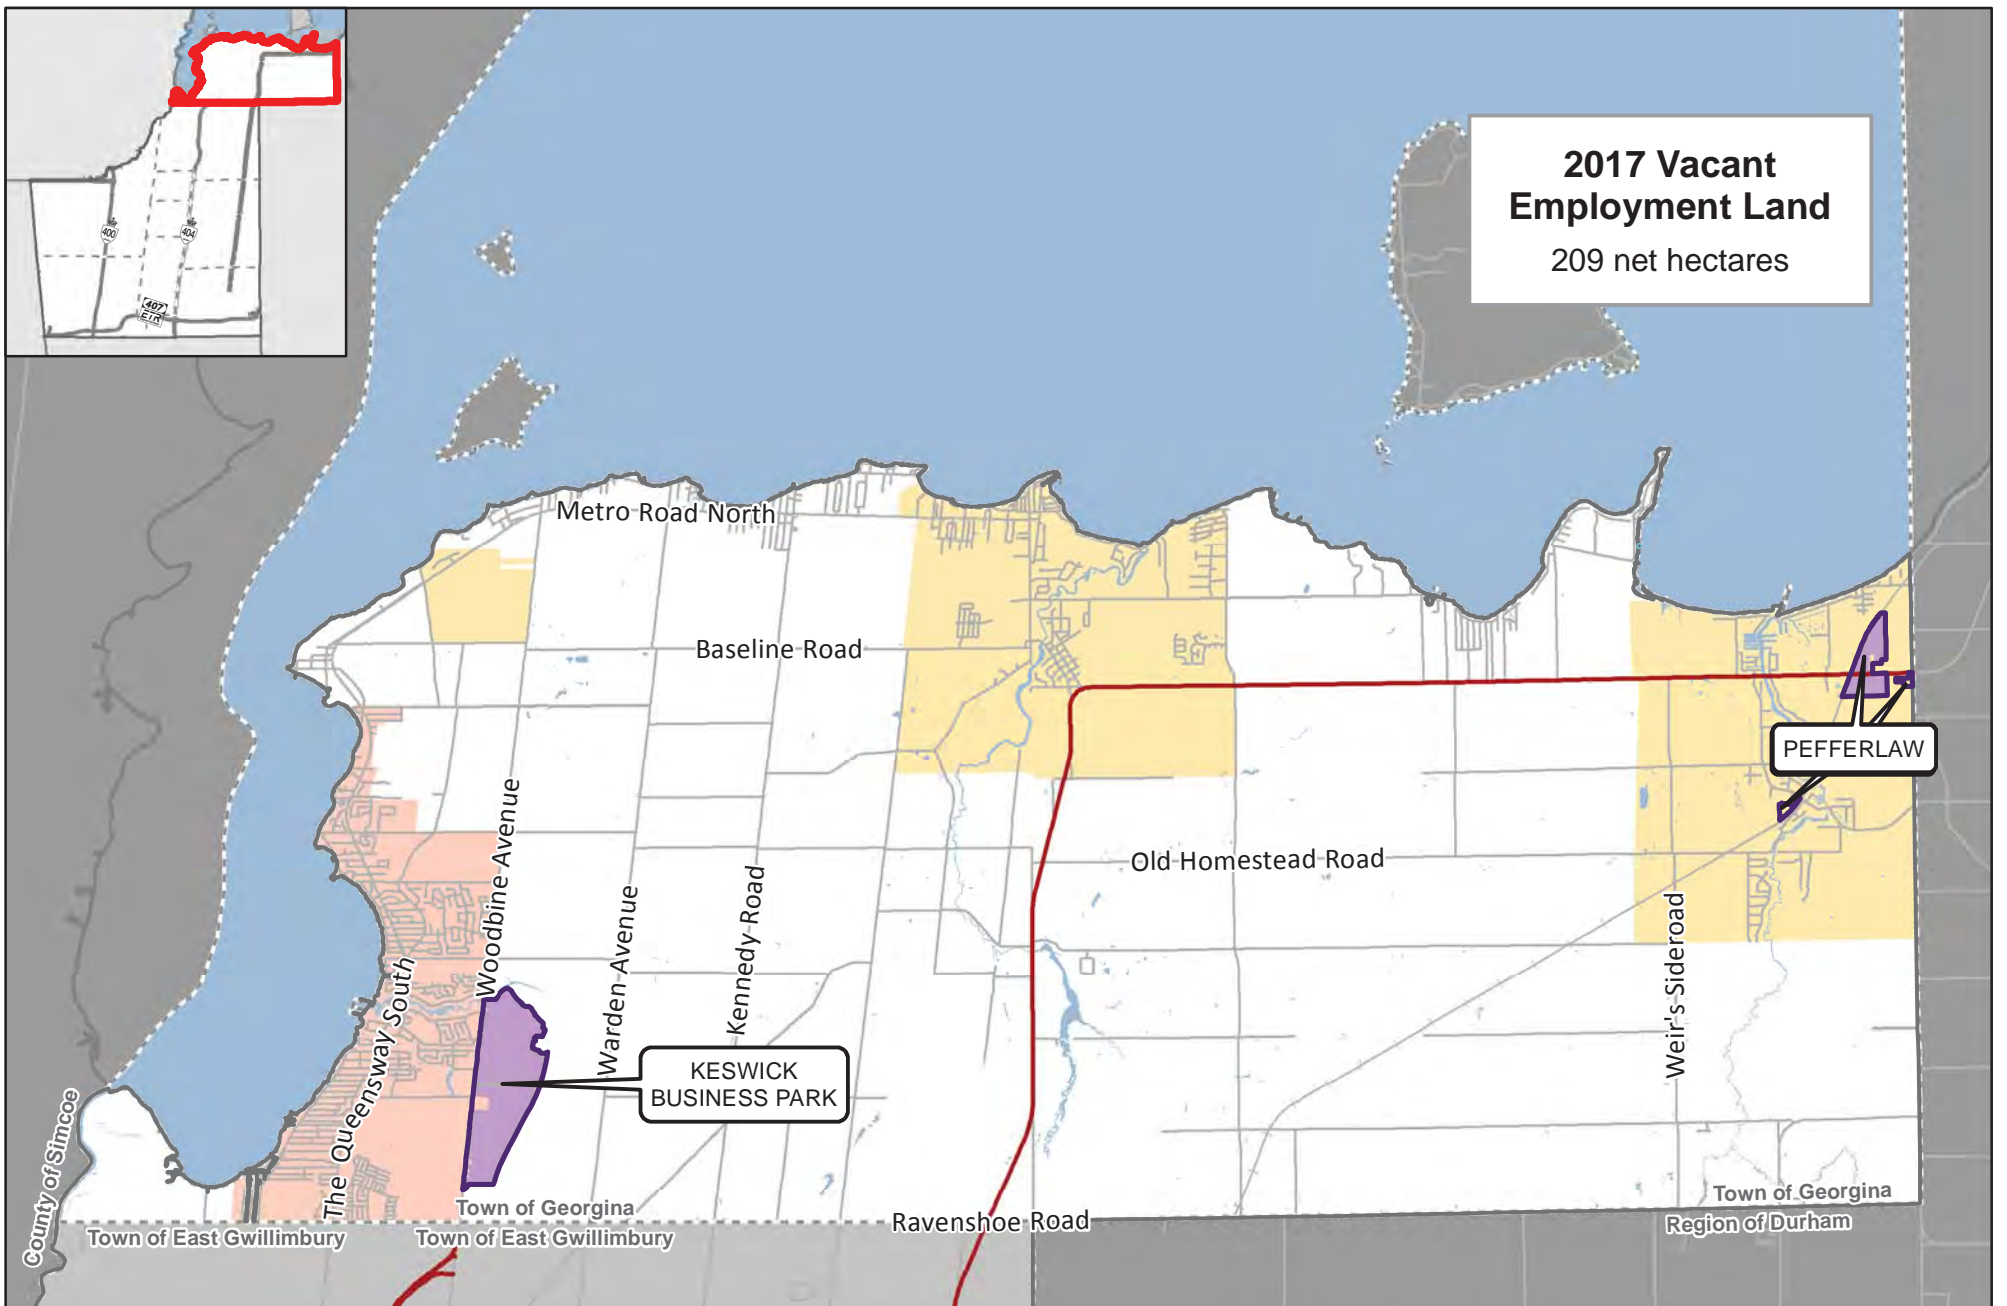 400
404
407
ETR
2017 Vacant
Employment Land
209 net hectares
Metro Road North
Baseline Road
PEFFERLAW
Old Homestead Road
Woodbine Avenue
Warden Avenue
Kennedy Road
Weir's Sideroad
The Queensway South
KESWICK
BUSINESS PARK
County of Simcoe
Town of Georgina
Town of East Gwillimbury
Town of East Gwillimbury
Ravenshoe Road
Town of Georgina
Region of Durham